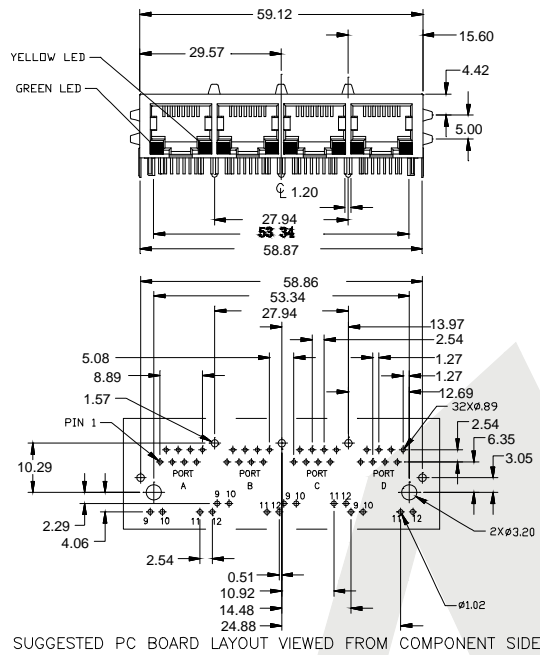 59.12
29.57
15.60
YELLOW LED
4.42
GREEN LED
5.00
℄ 1.20
27.94
53 34
58.87
58.86
53.34
27.94
13.97
5.08
2.54
8.89
1.27
1.27
1.57
12.69
32XØ.89
PIN 1
2.54
6.35
10.29
3.05
PORT PORT PORT PORT
A B C D
9 10 9 10 11 12
2.29
9 10 11 12 11 12 9 10 11 12
2XØ3.20
4.06
2.54
0.51
10.92
Ø1.02
14.48
24.88
SUGGESTED PC BOARD LAYOUT VIEWED FROM COMPONENT SIDE